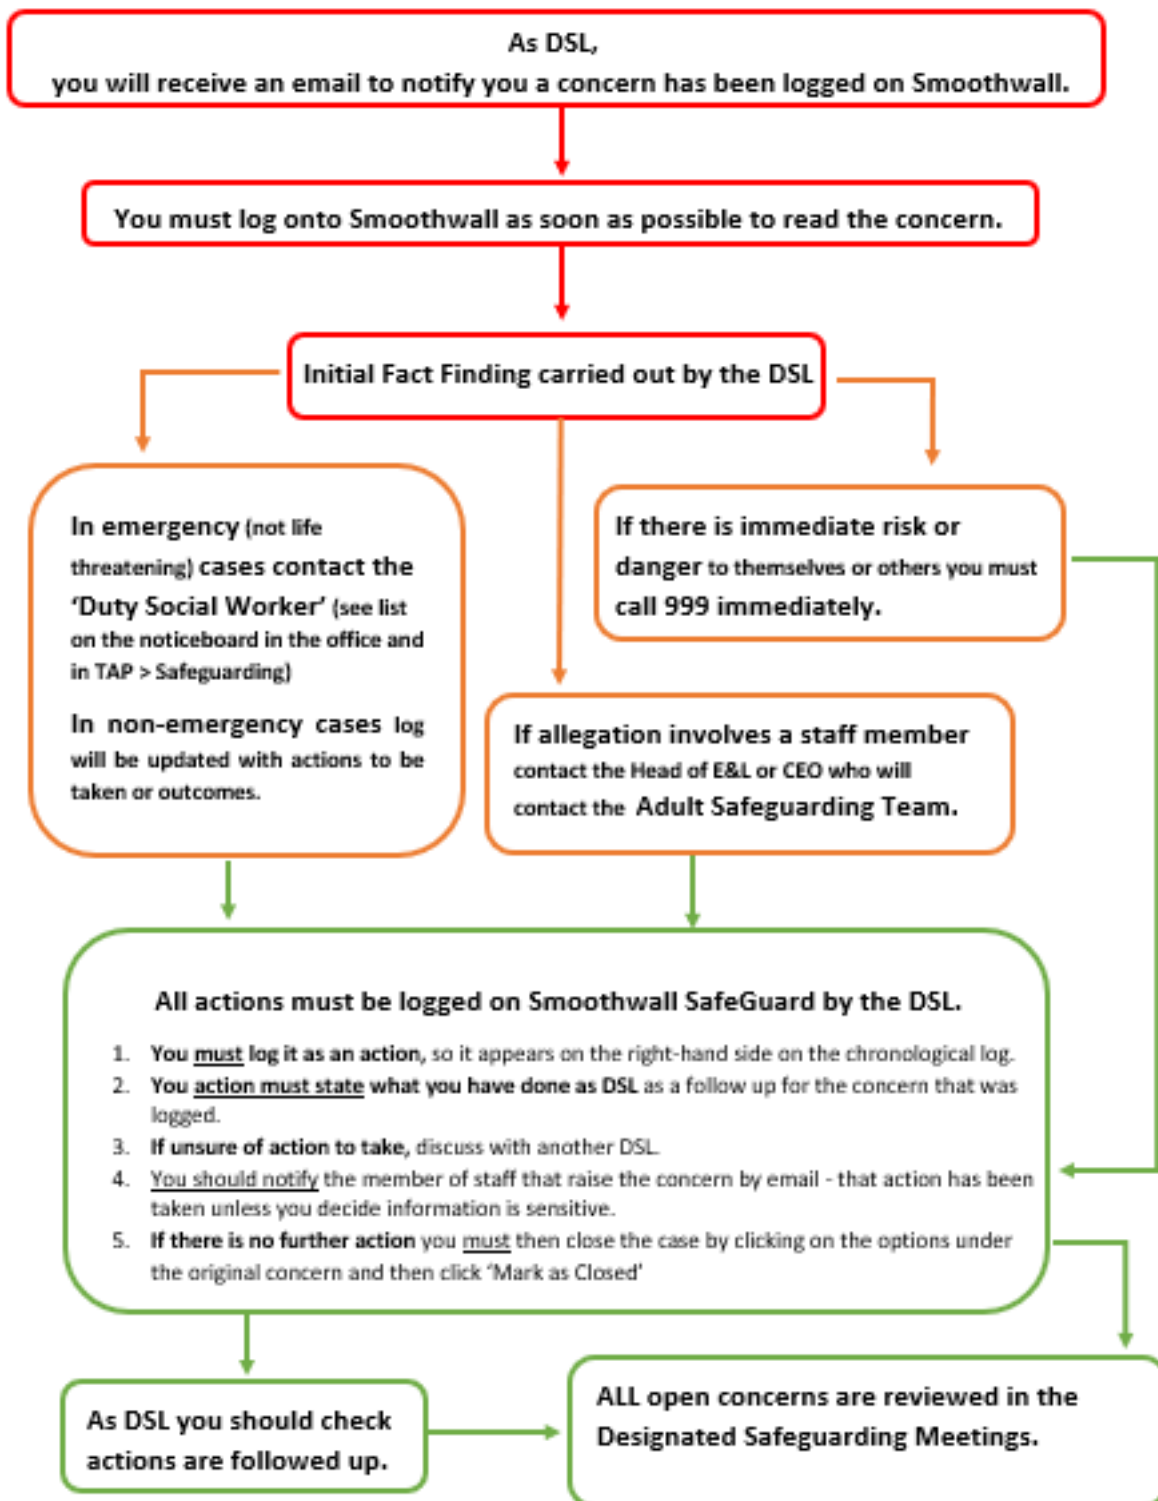 As DSL,
you will receive an email to notify you a concern has been logged on Smoothwall.
You must log onto Smoothwall as soon as possible to read the concern.
Initial Fact Finding carried out by the DSL
In emergency (not life
threatening) cases contact the
‘Duty Social Worker’ (see list
on the noticeboard in the office and
in TAP > Safeguarding)
In non-emergency cases log
will be updated with actions to be
taken or outcomes.
If there is immediate risk or
danger to themselves or others you must
call 999 immediately.
If allegation involves a staff member
contact the Head of E&L or CEO who will
contact the Adult Safeguarding Team.
All actions must be logged on Smoothwall SafeGuard by the DSL.
1. You must log it as an action, so it appears on the right-hand side on the chronological log.
2. You action must state what you have done as DSL as a follow up for the concern that was
logged.
3. If unsure of action to take, discuss with another DSL.
4. You should notify the member of staff that raise the concern by email - that action has been
taken unless you decide information is sensitive.
5. If there is no further action you must then close the case by clicking on the options under
the original concern and then click ‘Mark as Closed’
As DSL you should check
actions are followed up.
ALL open concerns are reviewed in the
Designated Safeguarding Meetings.